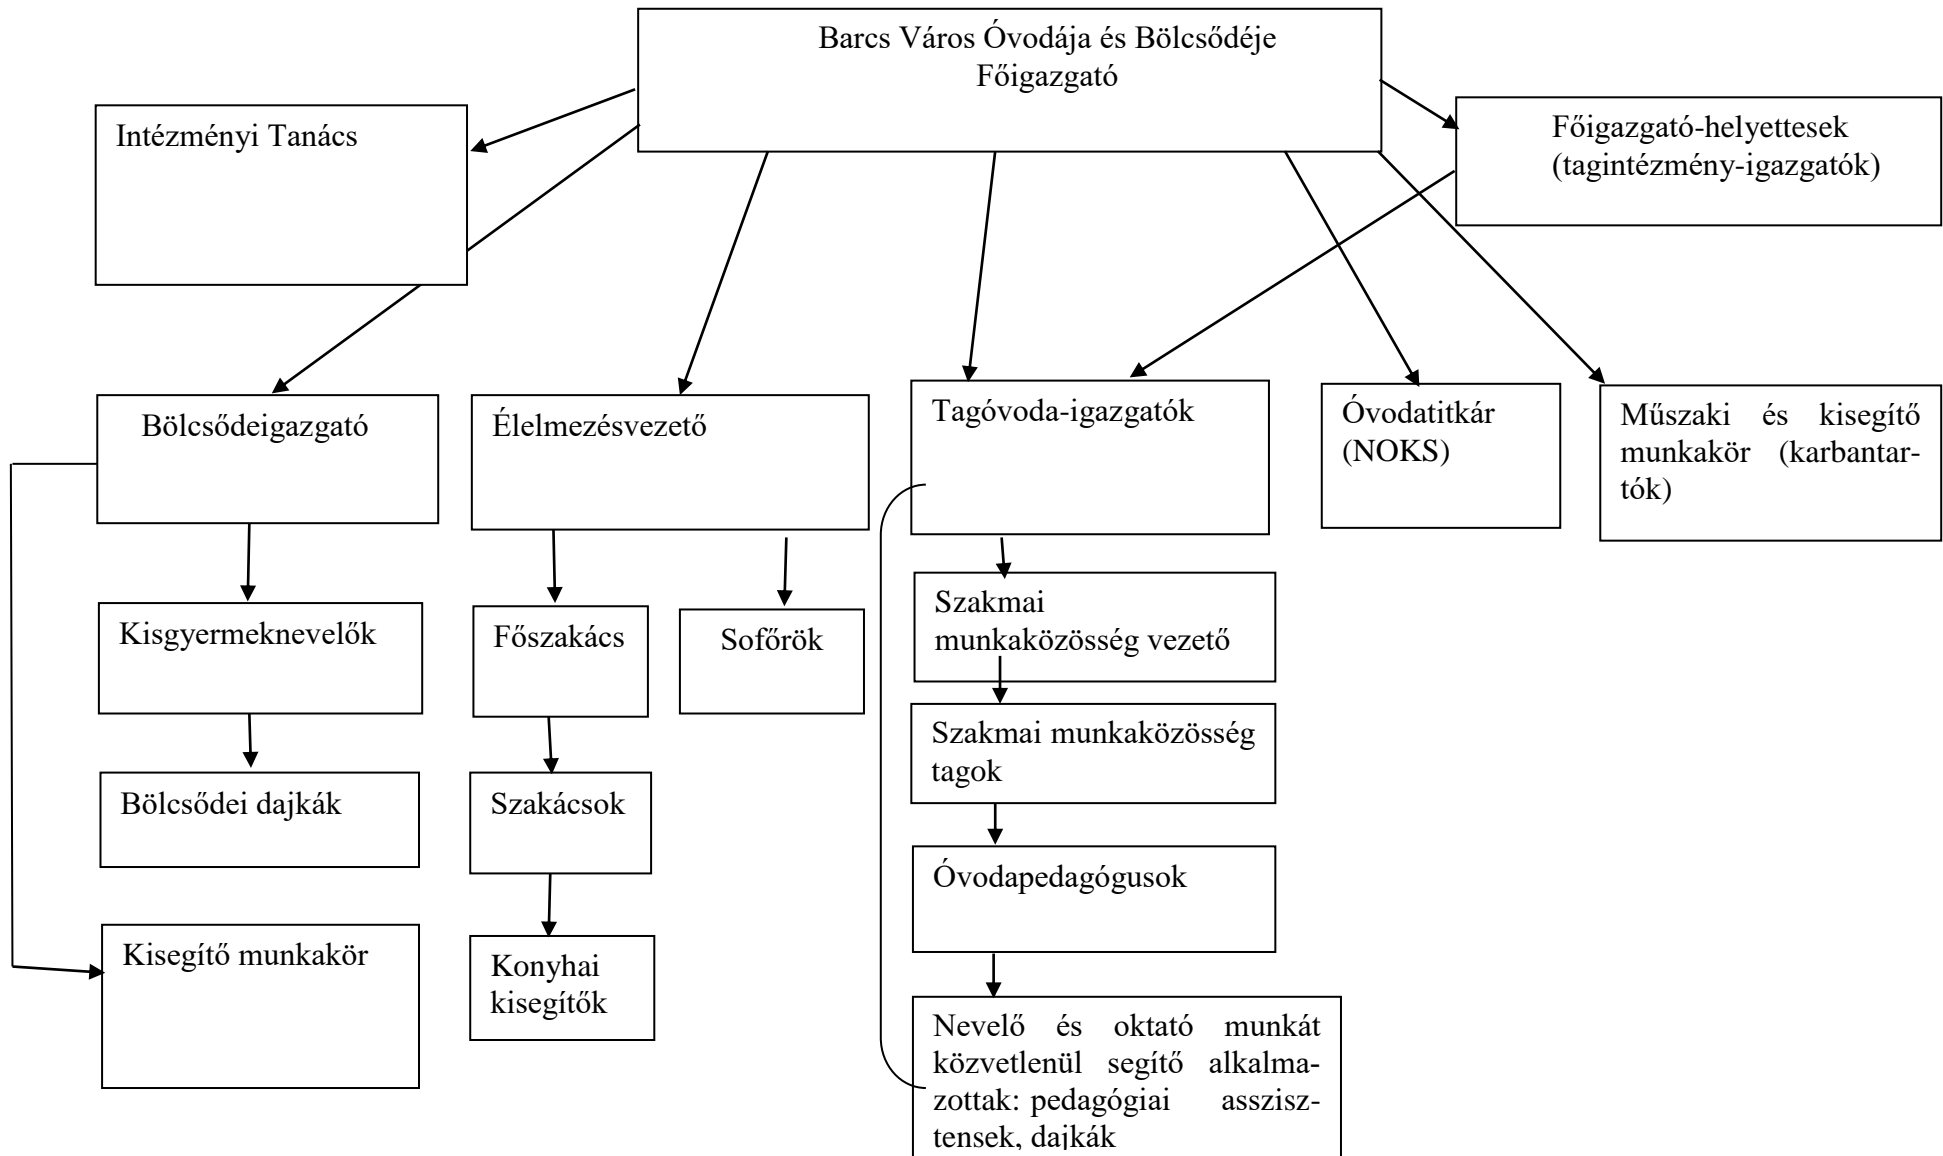 Barcs Város Óvodája és Bölcsődéje
Főigazgató
Intézményi Tanács
Főigazgató-helyettesek
(tagintézmény-igazgatók)
Bölcsődeigazgató
Élelmezésvezető
Tagóvoda-igazgatók
Óvodatitkár
(NOKS)
Műszaki és kisegítő
munkakör (karbantar-
tók)
Kisgyermeknevelők
Főszakács
Sofőrök
Szakmai
munkaközösség vezető
Szakmai munkaközösség
tagok
Bölcsődei dajkák
Szakácsok
Óvodapedagógusok
Kisegítő munkakör
Konyhai
kisegítők
Nevelő és oktató munkát
közvetlenül segítő alkalma-
zottak: pedagógiai asszisz-
tensek, dajkák